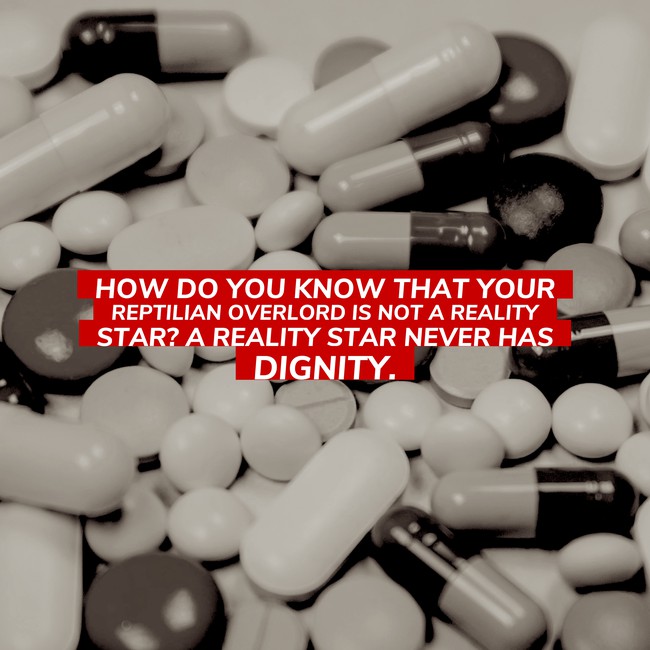 HOW DO YOU KNOW THAT YOUR
REPTILIAN OVERLORD IS NOT A REALITY
STAR? A REALITY STAR NEVER HAS
DIGNITY.